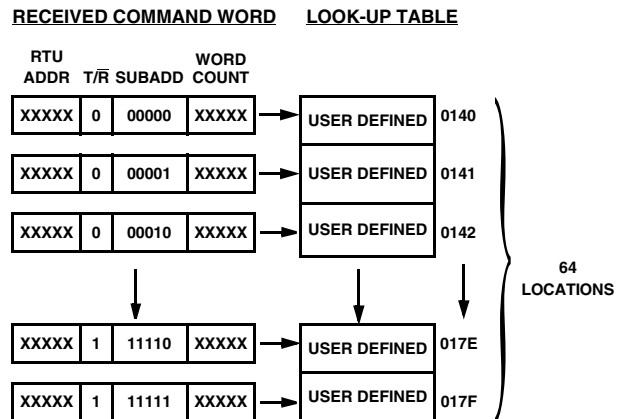 RECEIVED COMMAND WORD LOOK-UP TABLE
RTU ADDR T/R̅ SUBADD WORD COUNT
XXXXX 0 00000 XXXXX USER DEFINED 0140
XXXXX 0 00001 XXXXX USER DEFINED 0141
XXXXX 0 00010 XXXXX USER DEFINED 0142
64
LOCATIONS
XXXXX 1 11110 XXXXX USER DEFINED 017E
XXXXX 1 11111 XXXXX USER DEFINED 017F